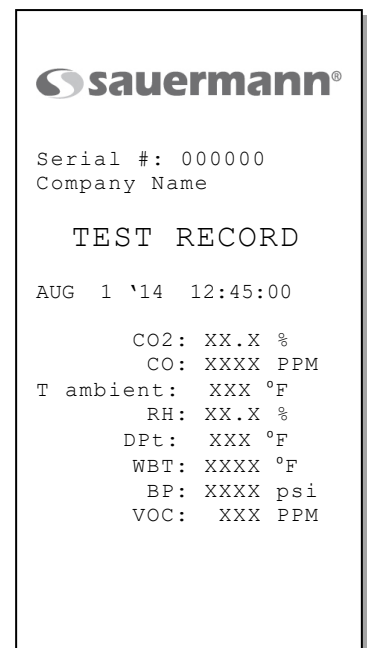 sauermann®
Serial #: 000000
Company Name
TEST RECORD
AUG 1 ‘14 12:45:00
CO2: XX.X %
CO: XXXX PPM
T ambient: XXX °F
RH: XX.X %
DPt: XXX °F
WBT: XXXX °F
BP: XXXX psi
VOC: XXX PPM